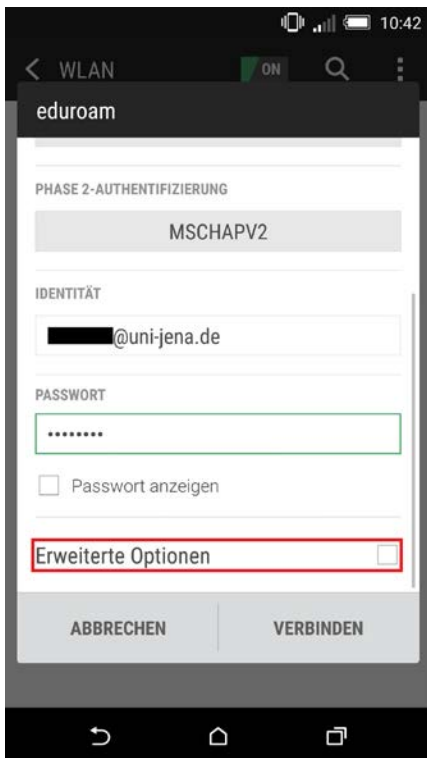 10:42
WLAN
ON
eduroam
PHASE 2-AUTHENTIFIZIERUNG
MSCHAPV2
IDENTITÄT
@uni-jena.de
PASSWORT
••••••••
Passwort anzeigen
Erweiterte Optionen
ABBRECHEN VERBINDEN